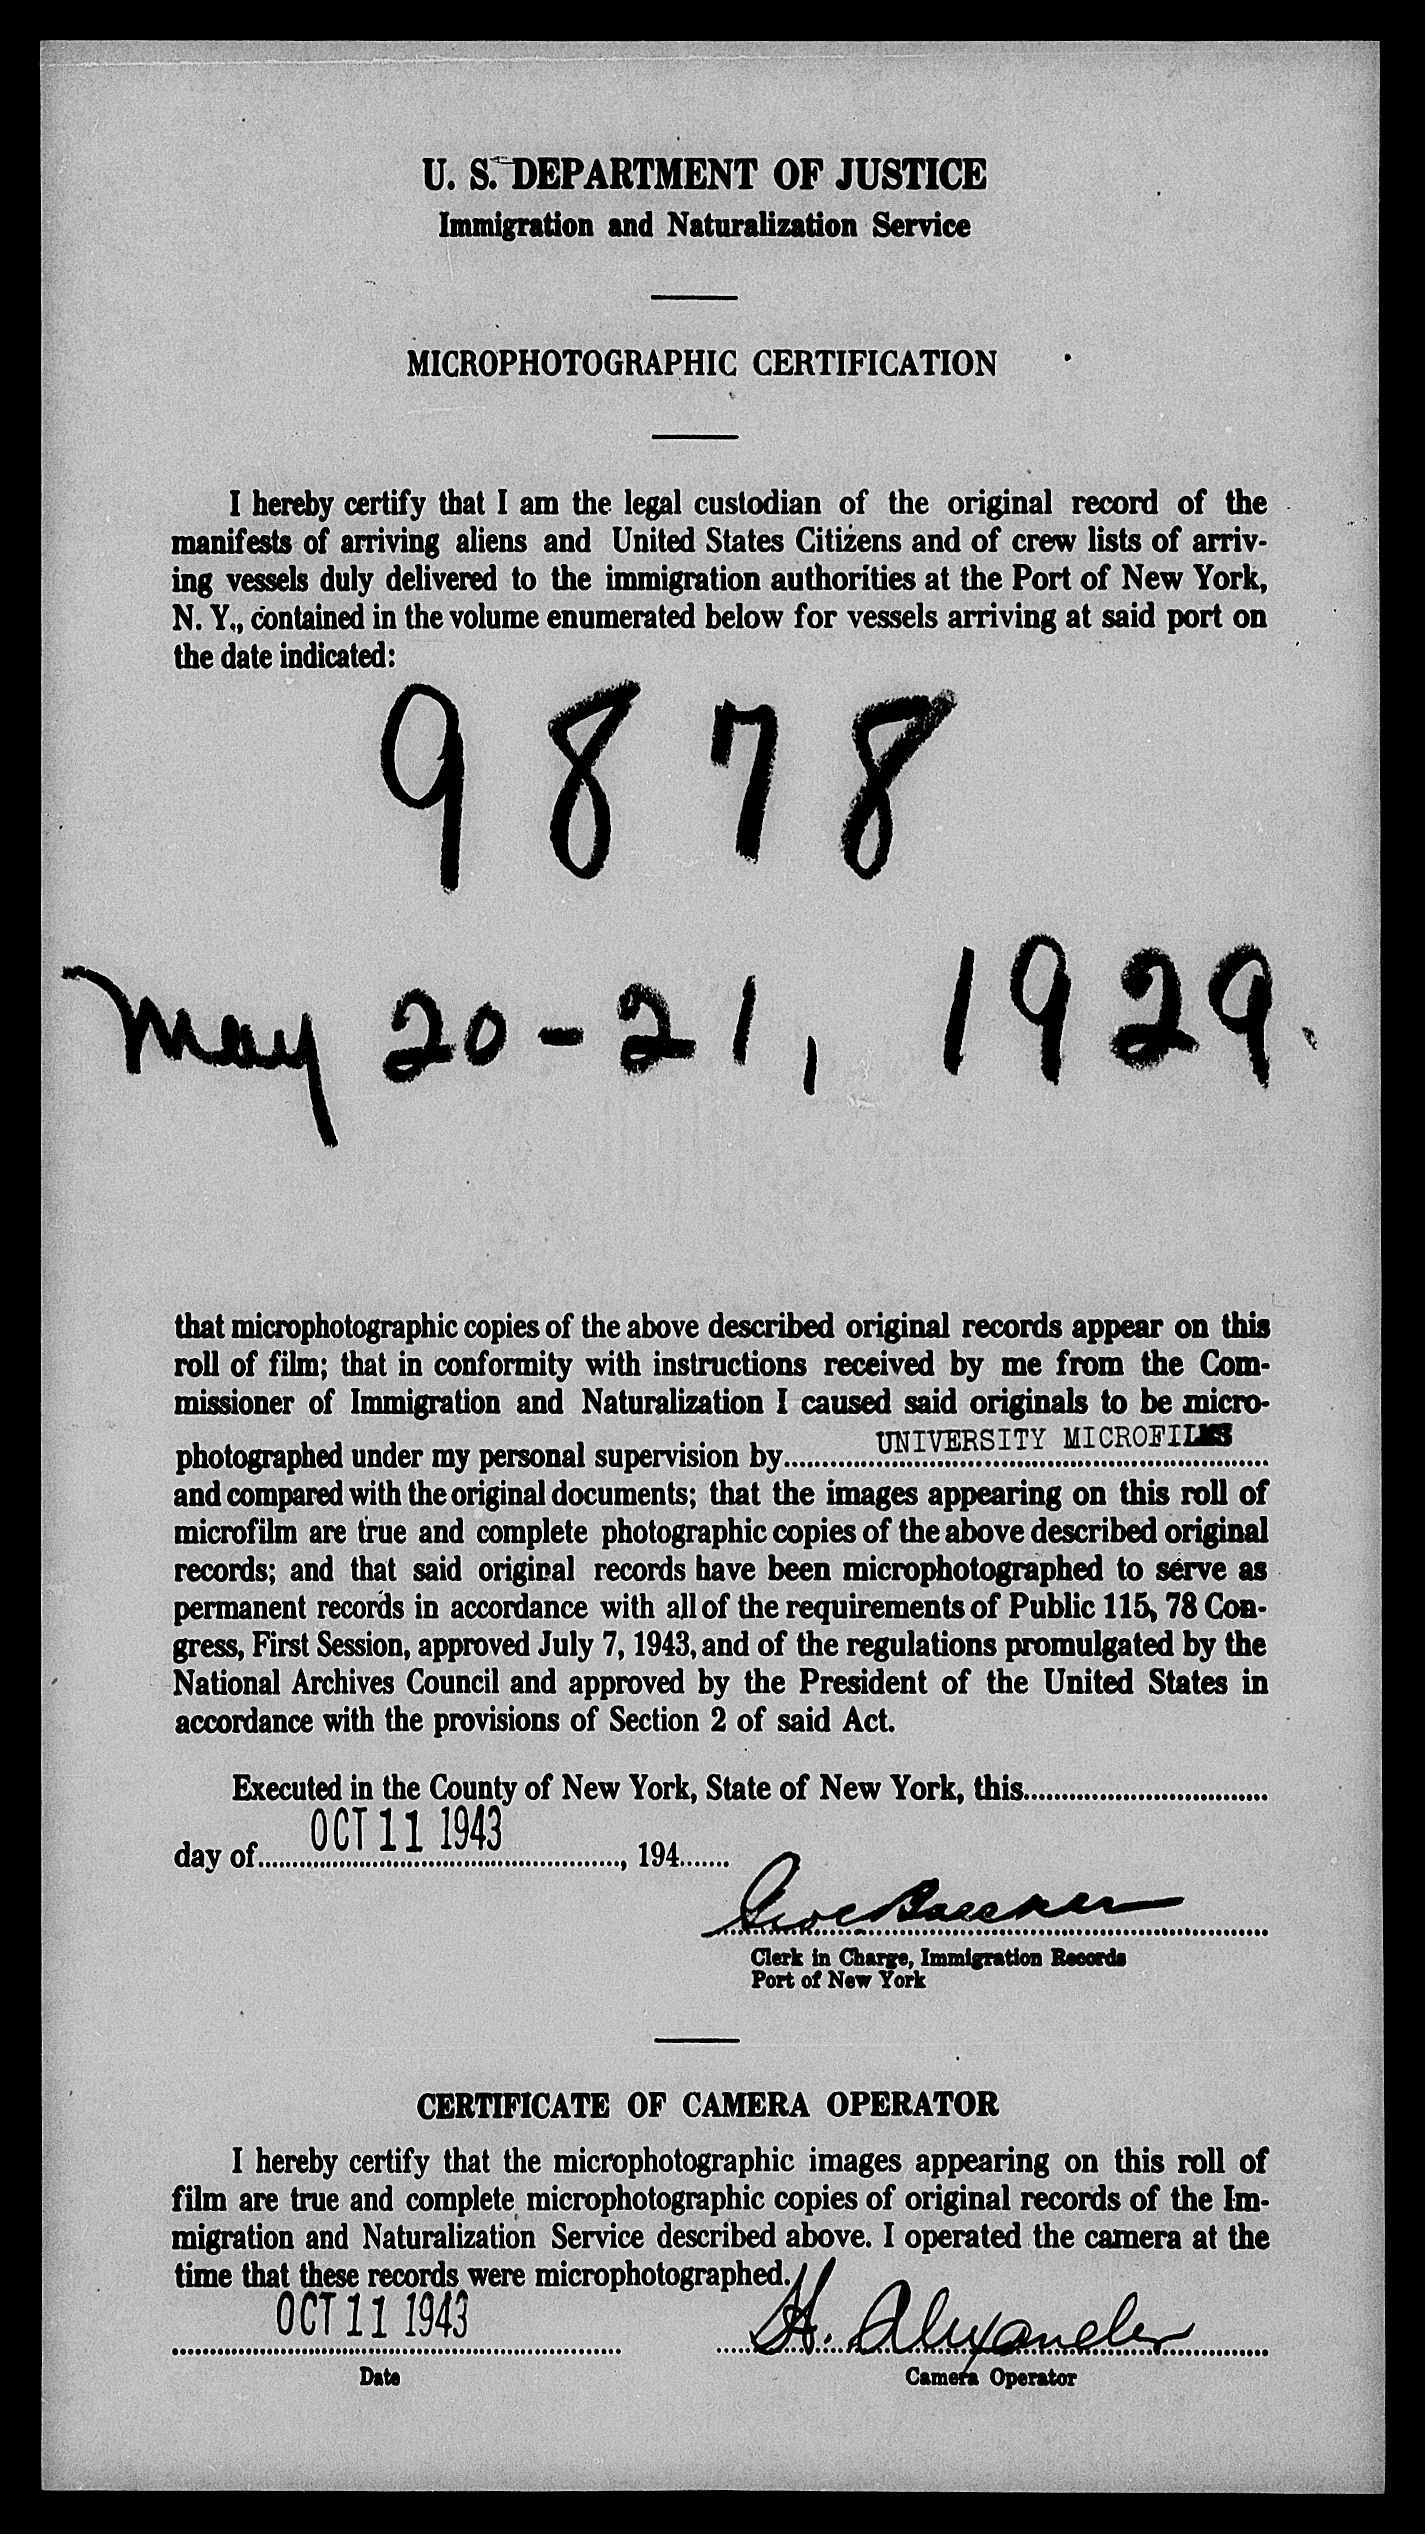 U. S. DEPARTMENT OF JUSTICE
Immigration and Naturalization Service
MICROPHOTOGRAPHIC CERTIFICATION
I hereby certify that I am the legal custodian of the original record of the
manifests of arriving aliens and United States Citizens and of crew lists of arriv-
ing vessels duly delivered to the immigration authorities at the Port of New York,
N. Y., contained in the volume enumerated below for vessels arriving at said port on
the date indicated:
9878
May 20-21, 1929.
that microphotographic copies of the above described original records appear on this
roll of film; that in conformity with instructions received by me from the Com-
missioner of Immigration and Naturalization I caused said originals to be micro-
photographed under my personal supervision by UNIVERSITY MICROFILMS
and compared with the original documents; that the images appearing on this roll of
microfilm are true and complete photographic copies of the above described original
records; and that said original records have been microphotographed to serve as
permanent records in accordance with all of the requirements of Public 115, 78 Con-
gress, First Session, approved July 7, 1943, and of the regulations promulgated by the
National Archives Council and approved by the President of the United States in
accordance with the provisions of Section 2 of said Act.
Executed in the County of New York, State of New York, this
day of OCT 11 1943, 194
Clerk in Charge, Immigration Records
Port of New York
CERTIFICATE OF CAMERA OPERATOR
I hereby certify that the microphotographic images appearing on this roll of
film are true and complete microphotographic copies of original records of the Im-
migration and Naturalization Service described above. I operated the camera at the
time that these records were microphotographed.
OCT 11 1943 H. Alexander
Date Camera Operator